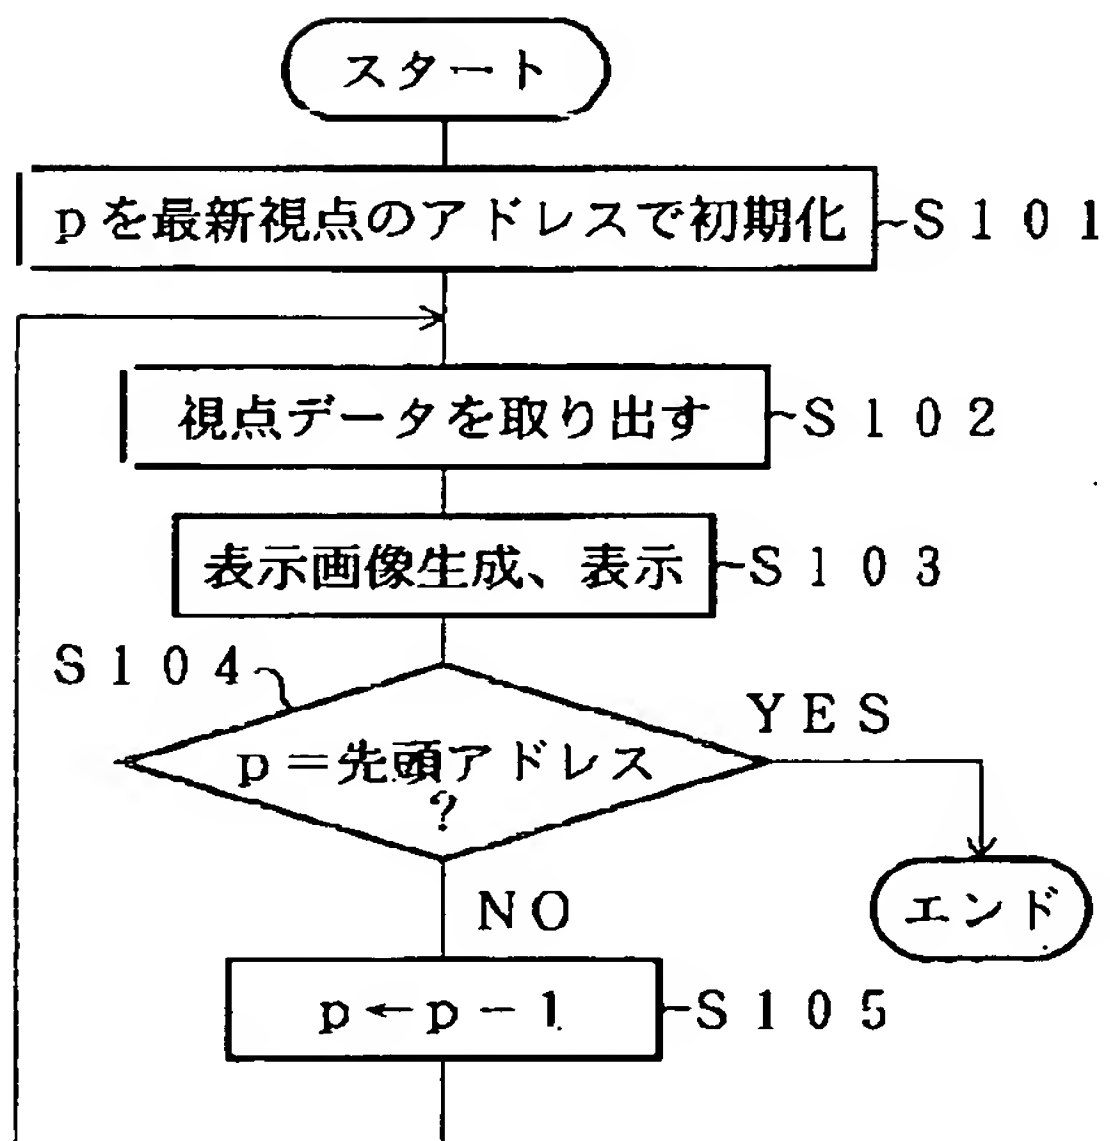 スタート
pを最新視点のアドレスで初期化 S101
視点データを取り出す S102
表示画像生成、表示 S103
S104
YES
p=先頭アドレス
?
エンド
NO
p←p-1 S105